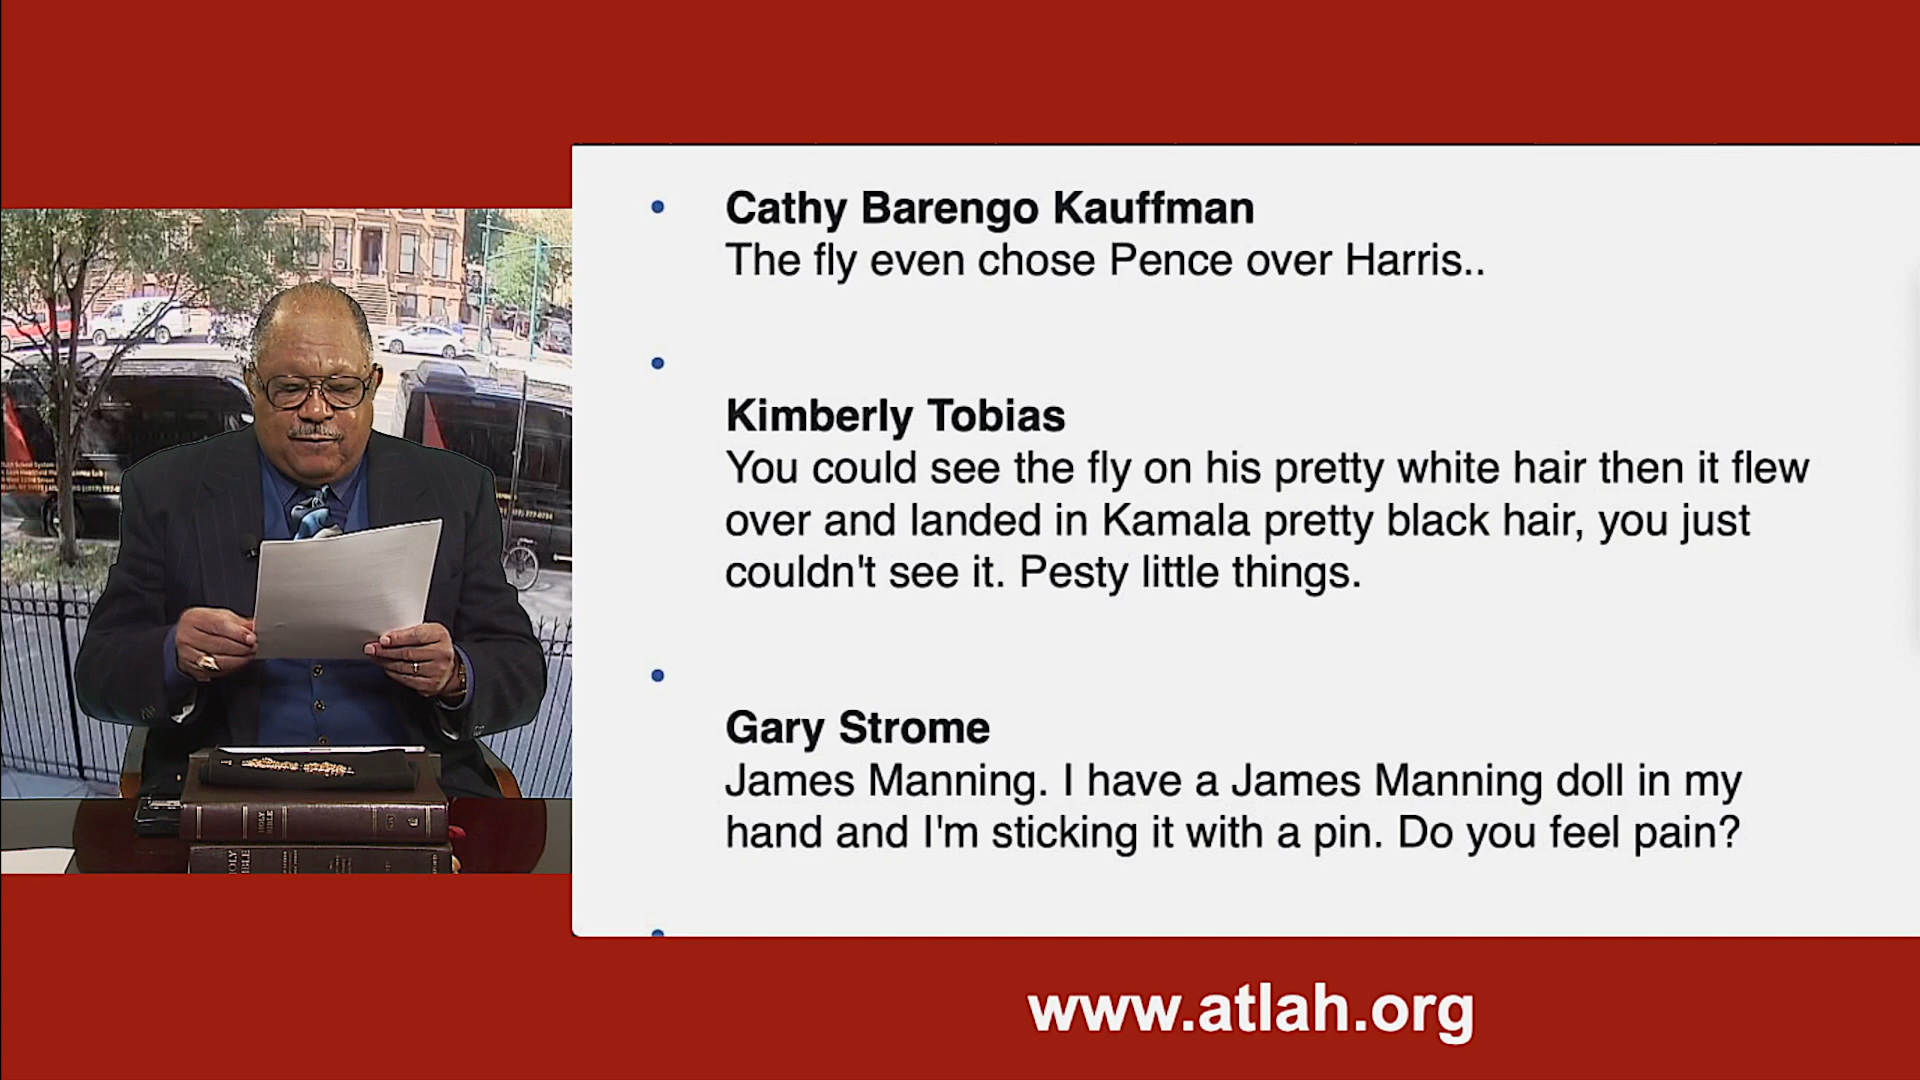 Cathy Barengo Kauffman
The fly even chose Pence over Harris..
Kimberly Tobias
You could see the fly on his pretty white hair then it flew
over and landed in Kamala pretty black hair, you just
couldn't see it. Pesty little things.
Gary Strome
James Manning. I have a James Manning doll in my
hand and I'm sticking it with a pin. Do you feel pain?
www.atlah.org
HOLY
BIBLE